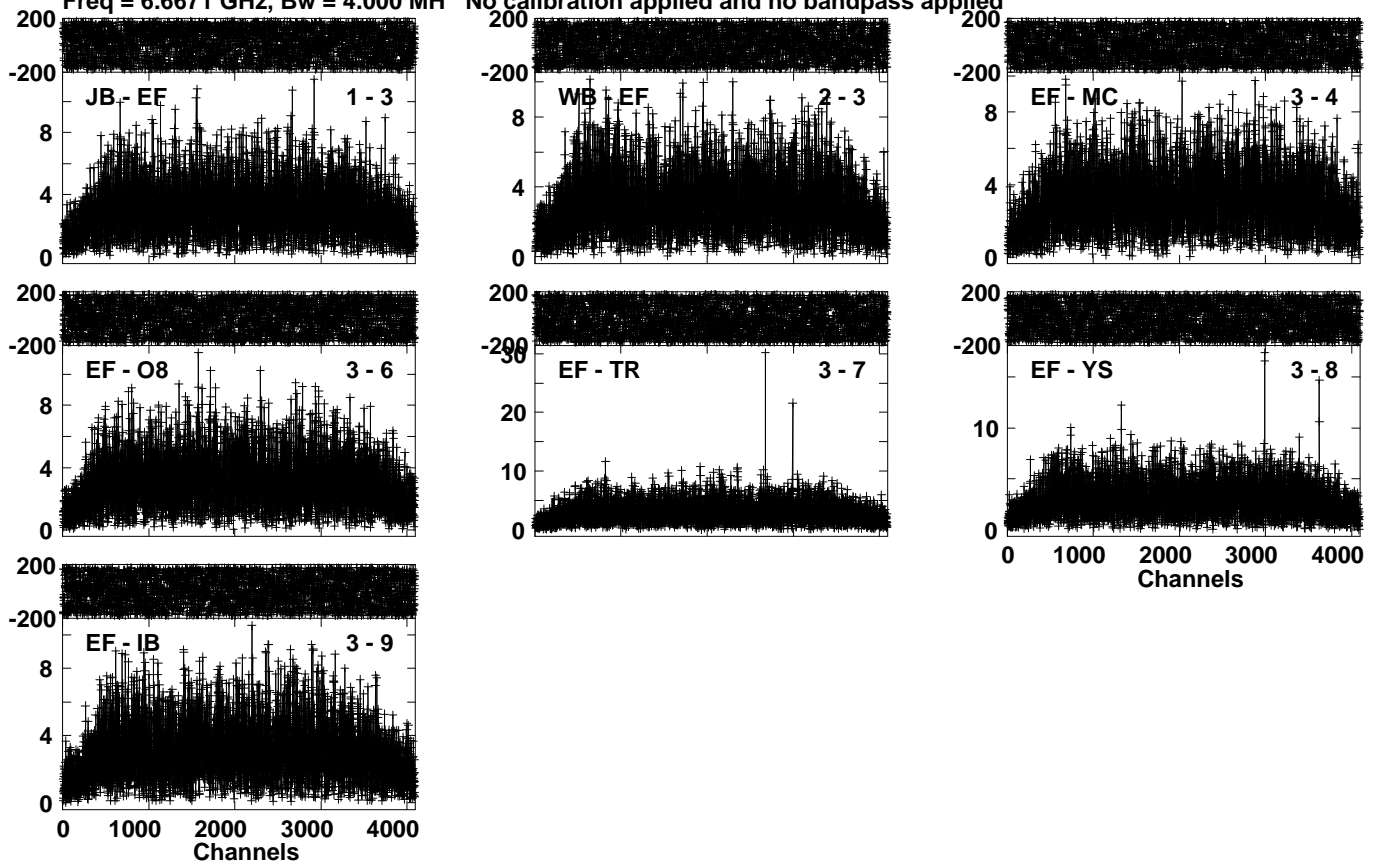 Freq = 6.6671 GHz, Bw = 4.000 MH No calibration applied and no bandpass applied
200
-200
JB - EF 1 - 3
8
4
0
200
-200
WB - EF 2 - 3
8
4
0
200
-200
EF - MC 3 - 4
8
4
0
200
-200
EF - O8 3 - 6
8
4
0
200
-200
30
EF - TR 3 - 7
20
10
0
200
-200
EF - YS 3 - 8
10
0
0 1000 2000 3000 4000
Channels
200
-200
EF - IB 3 - 9
8
4
0
0 1000 2000 3000 4000
Channels